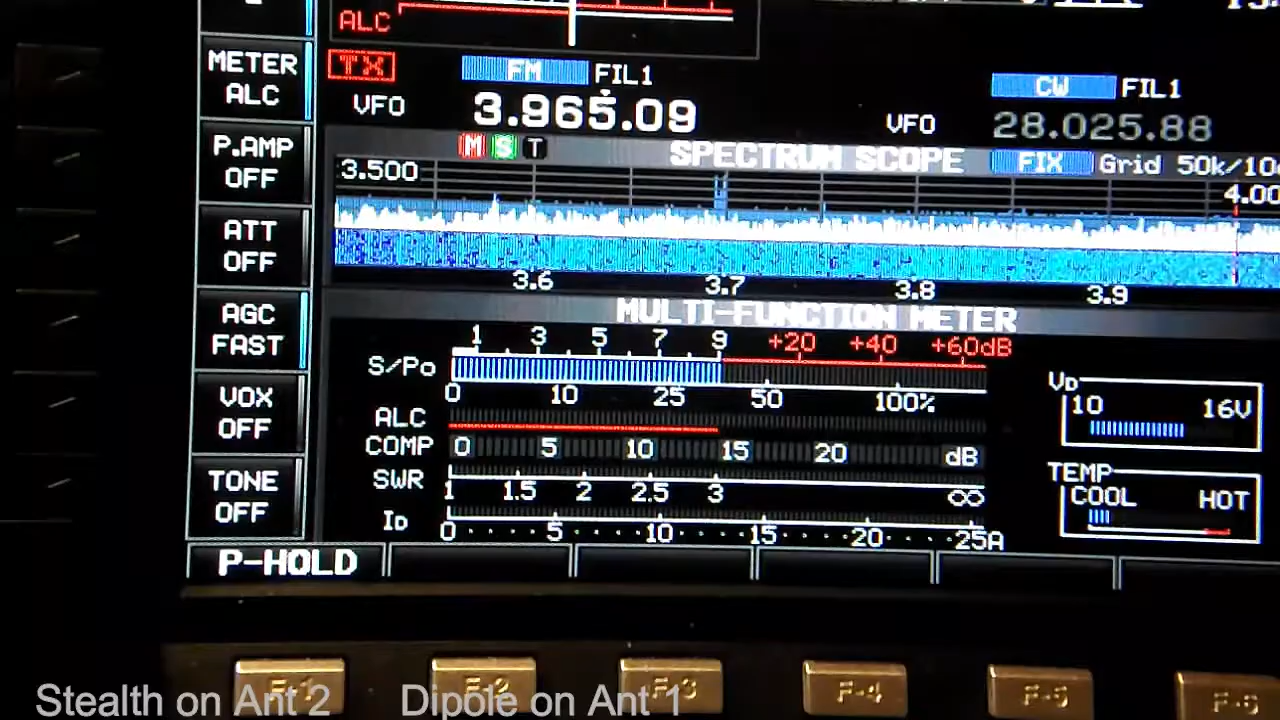 ALC
METER
ALC
TX
FM FIL1
VFO 3.965.09
CW FIL1
VFO 28.025.88
P.AMP
OFF
M S T SPECTRUM SCOPE FIX Grid 50k/10
3.500
4.00
3.6 3.7 3.8 3.9
ATT
OFF
AGC
FAST
VOX
OFF
TONE
OFF
MULTI-FUNCTION METER
1 3 5 7 9 +20 +40 +60dB
S/Po
0 10 25 50 100%
ALC
COMP 0 5 10 15 20 dB
SWR
1 1.5 2 2.5 3 ∞
ID
0 5 10 15 20 25A
VD
10 16V
TEMP
COOL HOT
P-HOLD
F-1 F-2 F-3 F-4 F-5 F-6
Stealth on Ant 2 Dipole on Ant 1